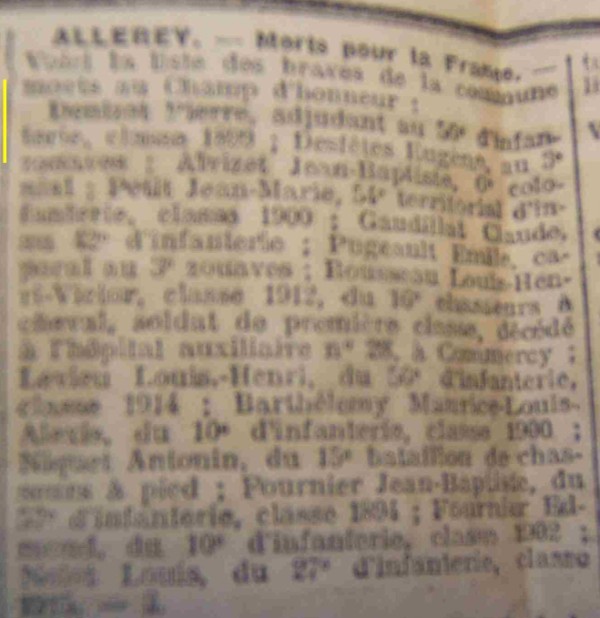 ALLEREY. — Morts pour la France. —
Voici la liste des braves de la commune
morts au Champ d'honneur :
Pierre, adjudant au 56e d'infan-
terie, classe 1899 ; Desfêtes Eugène, au 3e
zouaves ; Alvizet Jean-Baptiste, 6e colo-
nial ; Petit Jean-Marie, 54e territorial d'in-
fanterie, classe 1900 ; Gaudillat Claude,
au 42e d'infanterie ; Pugeault Emile, ca-
poral au 3e zouaves ; Rousseau Louis-Hen-
ri-Victor, classe 1912, du 16e chasseurs à
cheval, soldat de première classe, décédé
à l'hôpital auxiliaire n° 28, à Commercy ;
Louis-Henri, du 56e d'infanterie,
classe 1914 ; Barthélemy Maurice-Louis-
Alexis, du 10e d'infanterie, classe 1900 ;
Niquet Antonin, du 15e bataillon de chas-
seurs à pied ; Fournier Jean-Baptiste, du
d'infanterie, classe 1894 ; Fournier Ed-
mond, du 10e d'infanterie, classe 1902 ;
Louis, du 27e d'infanterie, classe